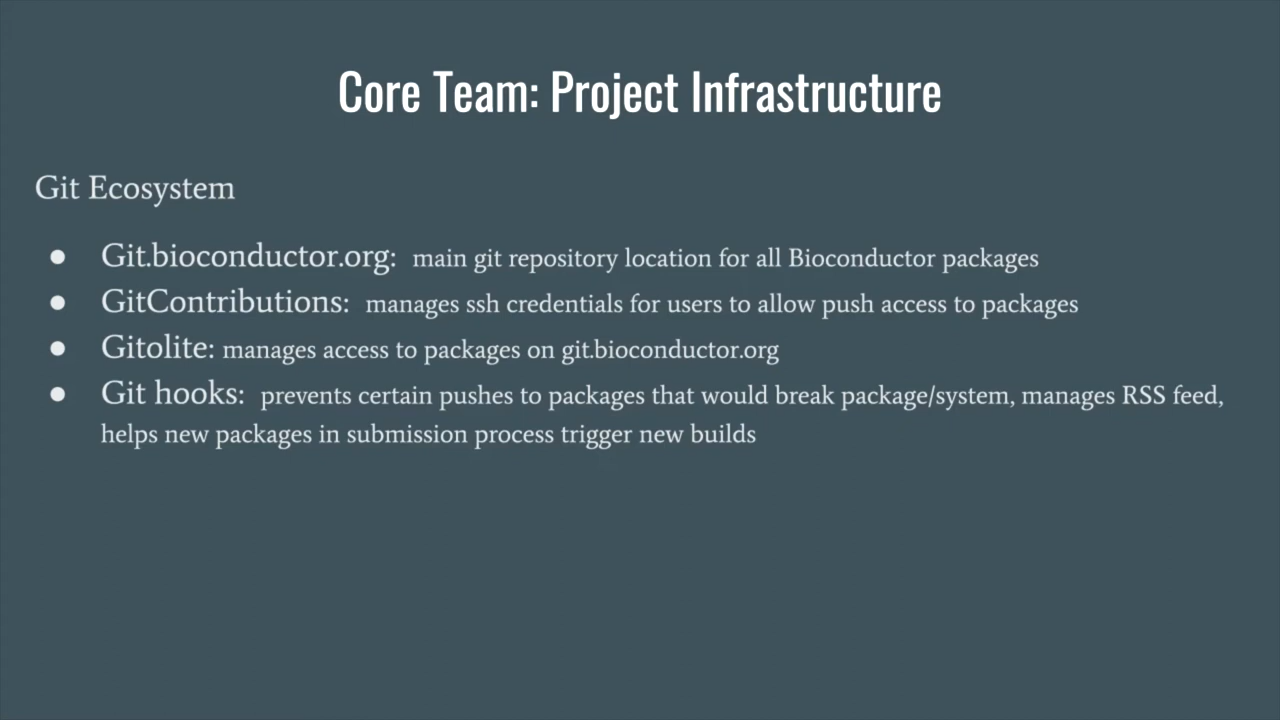 Core Team: Project Infrastructure
Git Ecosystem
● Git.bioconductor.org: main git repository location for all Bioconductor packages
● GitContributions: manages ssh credentials for users to allow push access to packages
● Gitolite: manages access to packages on git.bioconductor.org
● Git hooks: prevents certain pushes to packages that would break package/system, manages RSS feed,
helps new packages in submission process trigger new builds